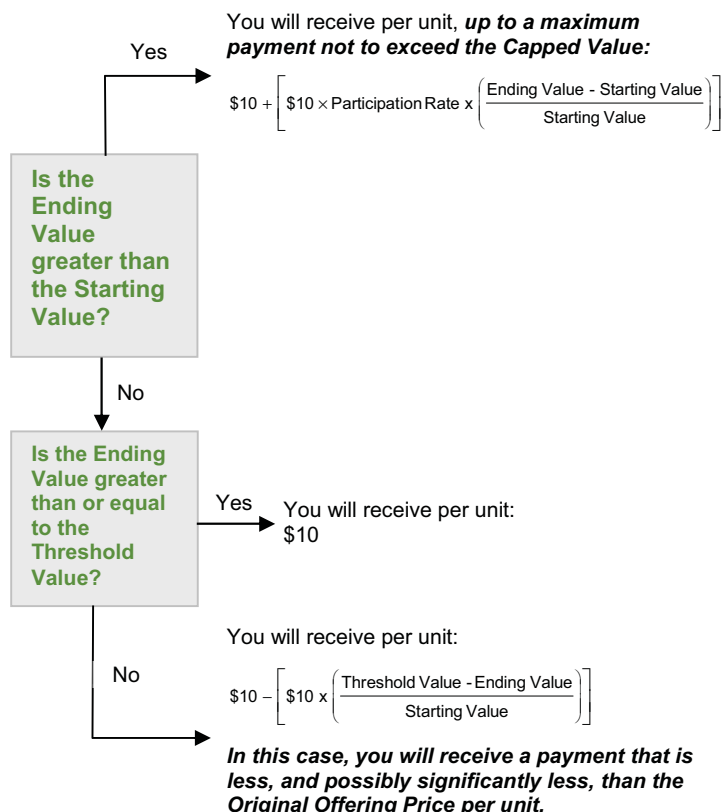 You will receive per unit, up to a maximum
payment not to exceed the Capped Value:
Yes
$10 + [ $10 × Participation Rate x ( Ending Value - Starting Value / Starting Value ) ]
Is the
Ending
Value
greater than
the Starting
Value?
No
Is the Ending
Value greater
than or equal
to the
Threshold
Value?
Yes
You will receive per unit:
$10
You will receive per unit:
No
$10 – [ $10 x ( Threshold Value - Ending Value / Starting Value ) ]
In this case, you will receive a payment that is
less, and possibly significantly less, than the
Original Offering Price per unit.